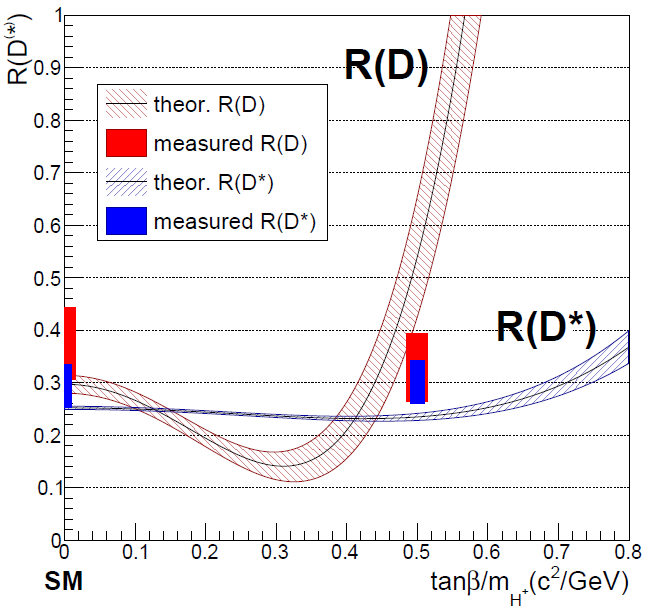 R(D(*))
1
0.9
0.8
0.7
0.6
0.5
0.4
0.3
0.2
0.1
0
R(D)
theor. R(D)
measured R(D)
theor. R(D*)
measured R(D*)
R(D*)
0 0.1 0.2 0.3 0.4 0.5 0.6 0.7 0.8
SM
tanβ/mH+(c2/GeV)